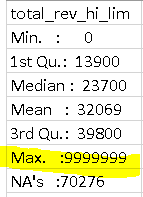 total_rev_hi_lim
Min.   :      0
1st Qu.:  13900
Median :  23700
Mean   :  32069
3rd Qu.:  39800
Max.   :9999999
NA's   :70276